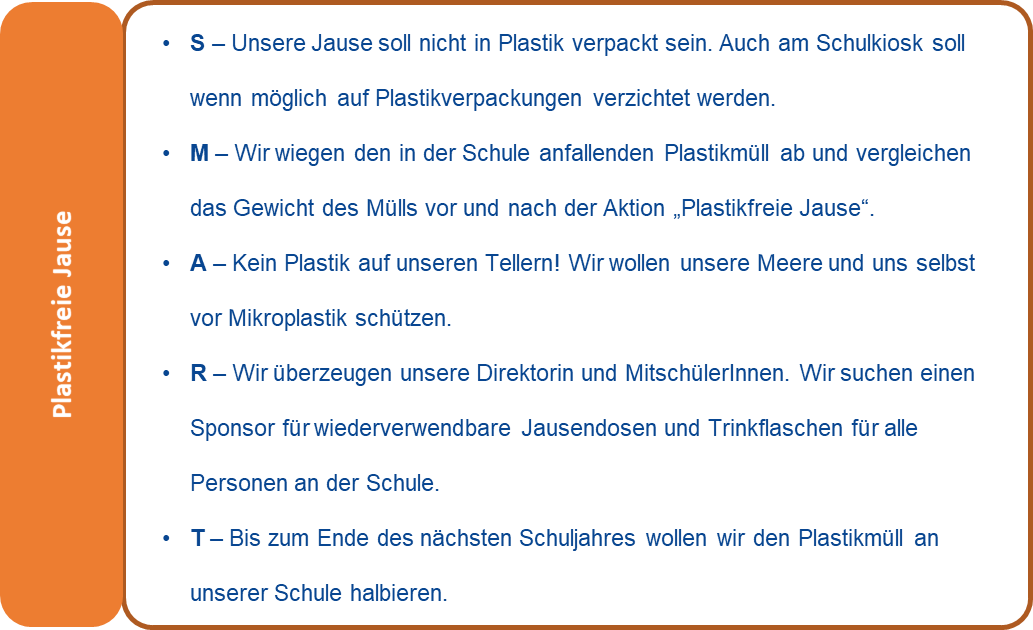 Plastikfreie Jause
• S – Unsere Jause soll nicht in Plastik verpackt sein. Auch am Schulkiosk soll
wenn möglich auf Plastikverpackungen verzichtet werden.
• M – Wir wiegen den in der Schule anfallenden Plastikmüll ab und vergleichen
das Gewicht des Mülls vor und nach der Aktion „Plastikfreie Jause“.
• A – Kein Plastik auf unseren Tellern! Wir wollen unsere Meere und uns selbst
vor Mikroplastik schützen.
• R – Wir überzeugen unsere Direktorin und MitschülerInnen. Wir suchen einen
Sponsor für wiederverwendbare Jausendosen und Trinkflaschen für alle
Personen an der Schule.
• T – Bis zum Ende des nächsten Schuljahres wollen wir den Plastikmüll an
unserer Schule halbieren.